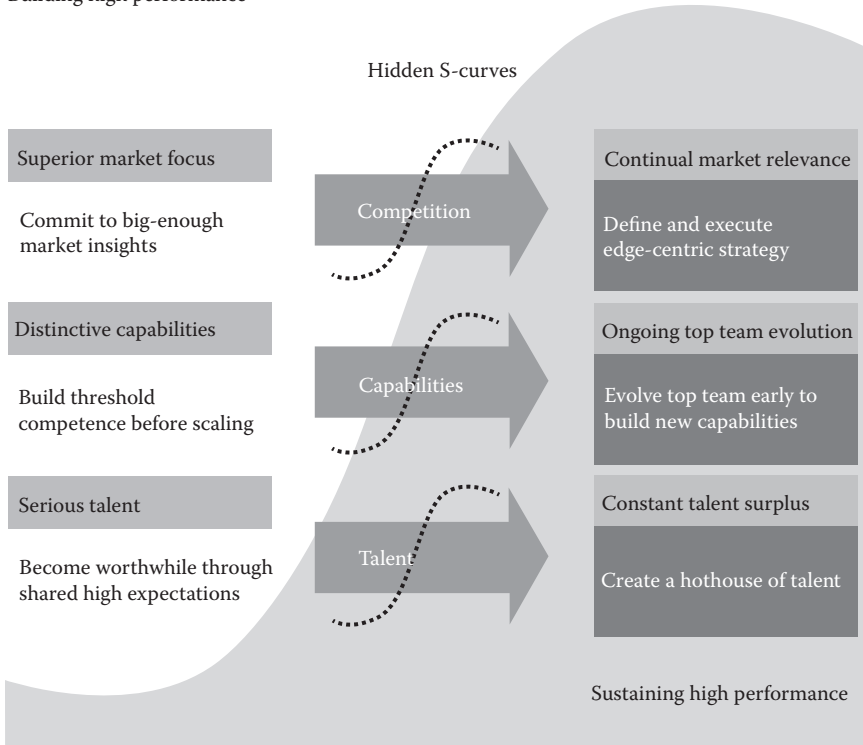 Building high performance
Hidden S-curves
Superior market focus
Commit to big-enough
market insights
Competition
Continual market relevance
Define and execute
edge-centric strategy
Distinctive capabilities
Build threshold
competence before scaling
Capabilities
Ongoing top team evolution
Evolve top team early to
build new capabilities
Serious talent
Become worthwhile through
shared high expectations
Talent
Constant talent surplus
Create a hothouse of talent
Sustaining high performance